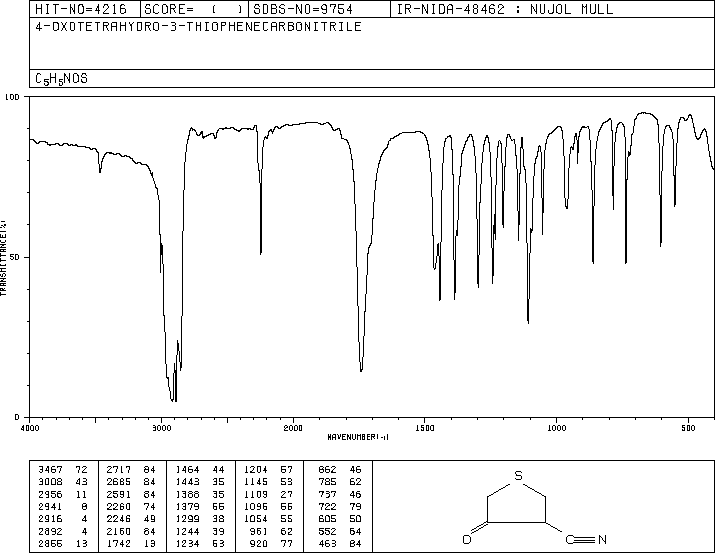 HIT-NO=4216 SCORE= ( ) SDBS-NO=9754 IR-NIDA-48462 : NUJOL MULL
4-OXOTETRAHYDRO-3-THIOPHENECARBONITRILE
C5H5NOS
100
50
0
TRANSMITTANCE(%)
4000 3000 2000 1500 1000 500
WAVENUMBER(-1)
3467 72 2717 84 1464 44 1204 57 862 46
3008 43 2685 84 1443 35 1145 53 785 62
2956 11 2591 84 1388 35 1109 27 737 46
2941 8 2260 74 1379 55 1096 55 722 79
2916 4 2246 49 1299 38 1054 55 605 50
2892 4 2160 84 1244 39 961 62 552 64
2855 13 1742 13 1234 53 920 77 463 84
S
O
C≡N